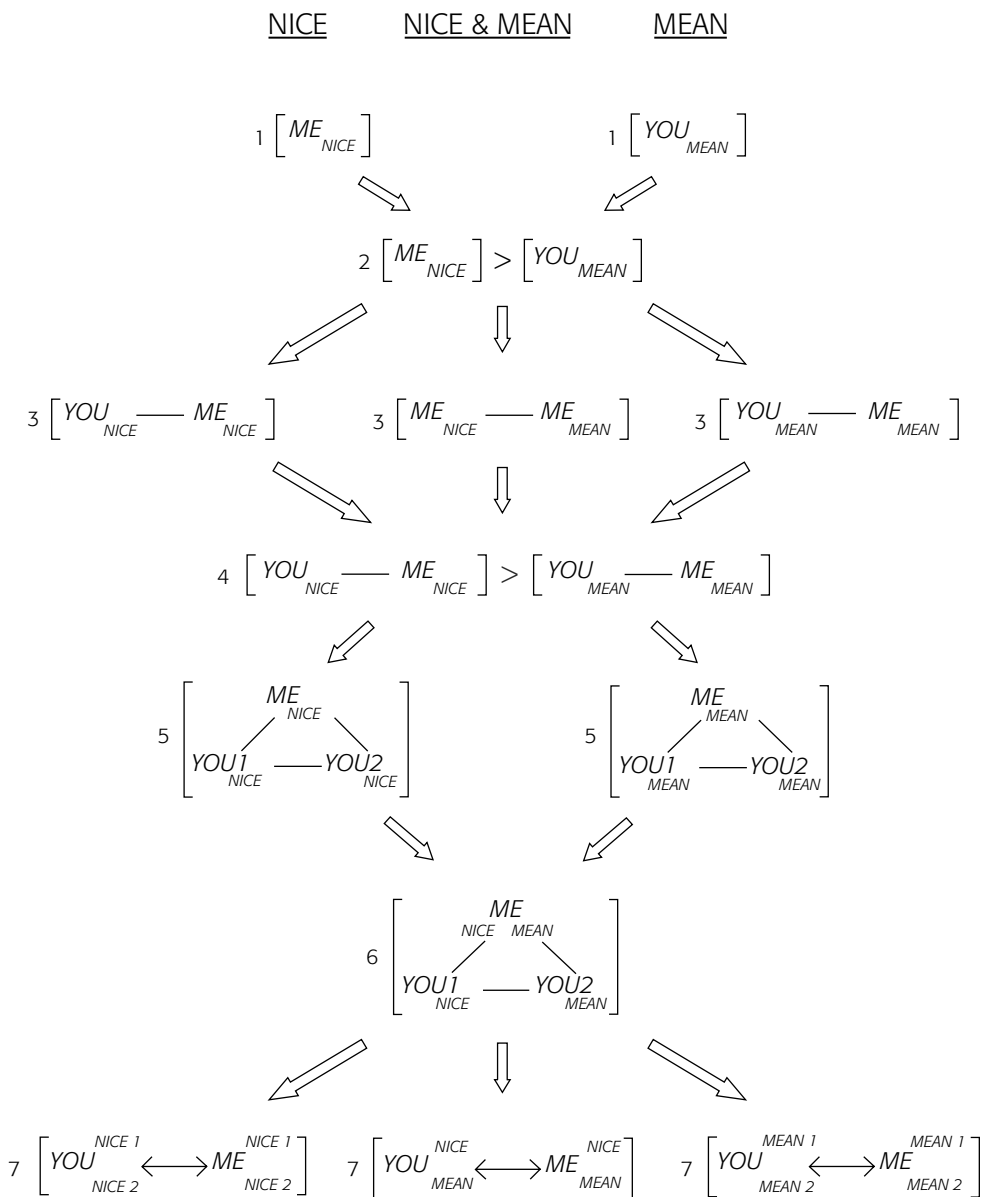 NICE NICE & MEAN MEAN
1 [ME NICE] 1 [YOU MEAN]
2 [ME NICE] > [YOU MEAN]
3 [YOU NICE — ME NICE] 3 [ME NICE — ME MEAN] 3 [YOU MEAN — ME MEAN]
4 [YOU NICE — ME NICE] > [YOU MEAN — ME MEAN]
ME ME
NICE MEAN
5 5
YOU1 — YOU2 YOU1 — YOU2
NICE NICE MEAN MEAN
ME
NICE MEAN
6
YOU1 — YOU2
NICE MEAN
NICE 1 NICE 1 NICE NICE MEAN 1 MEAN 1
7 [YOU ↔ ME] 7 [YOU ↔ ME] 7 [YOU ↔ ME]
NICE 2 NICE 2 MEAN MEAN MEAN 2 MEAN 2